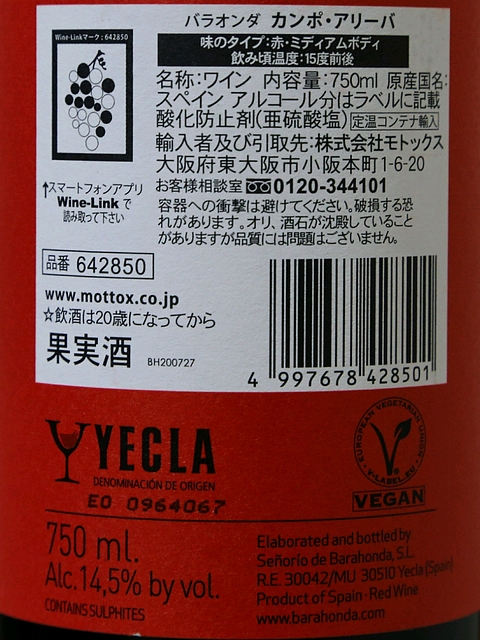 バラオンダ カンポ・アリーバ
味のタイプ:赤・ミディアムボディ
飲み頃温度:15度前後
Wine-Linkマーク:642850
名称:ワイン 内容量:750ml 原産国名:
スペイン アルコール分はラベルに記載
酸化防止剤(亜硫酸塩) 定温コンテナ輸入
輸入者及び引取先:株式会社モトックス
大阪府東大阪市小阪本町1-6-20
お客様相談室 0120-344101
↑スマートフォンアプリ
Wine-Link で
読み取って下さい
容器への衝撃は避けてください。破損する恐
れがあります。オリ、酒石が沈殿していること
がありますが品質には問題はございません。
品番 642850
www.mottox.co.jp
☆飲酒は20歳になってから
果実酒 BH200727
4 997678 428501
YECLA
DENOMINACIÓN DE ORIGEN
EO 0964067
EUROPEAN VEGETARIAN UNION
V-LABEL.EU
VEGAN
750 ml.
Alc.14,5% by vol.
CONTAINS SULPHITES
Elaborated and bottled by
Señorío de Barahonda, S.L.
R.E. 30042/MU 30510 Yecla (Spain)
Product of Spain · Red Wine
www.barahonda.com